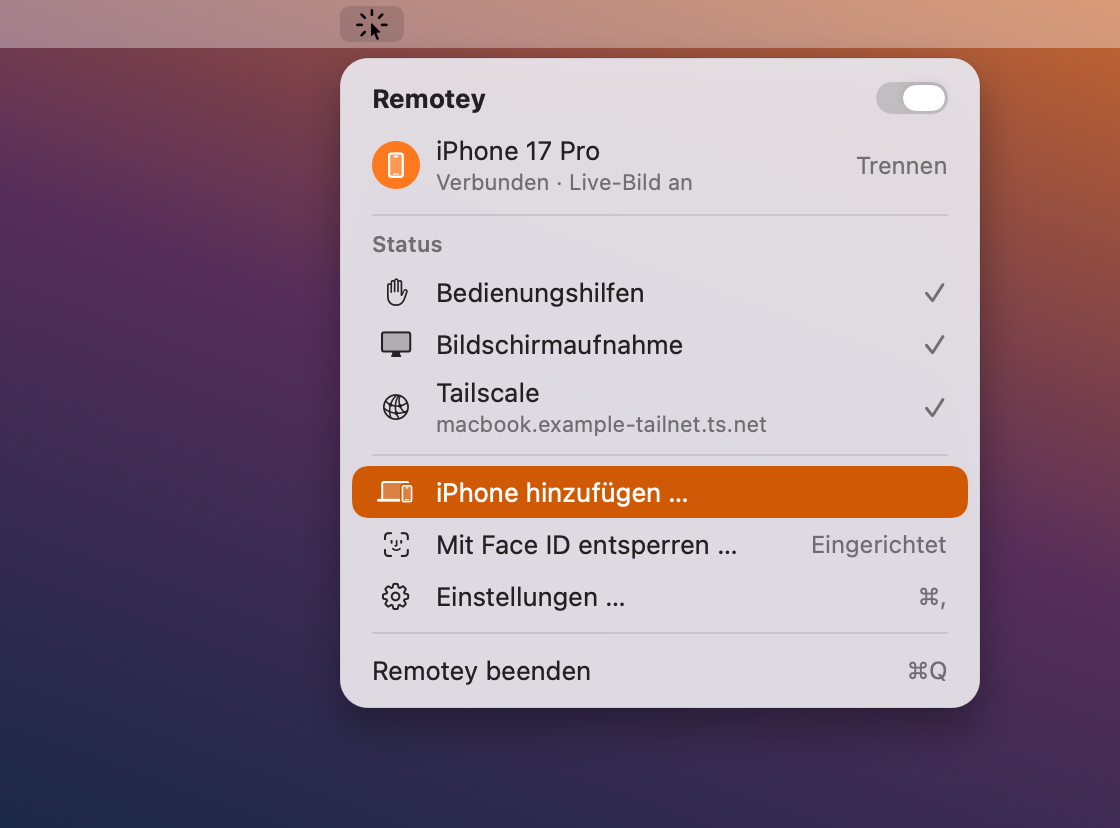 Remotey
iPhone 17 Pro
Verbunden · Live-Bild an
Trennen
Status
Bedienungshilfen
Bildschirmaufnahme
Tailscale
macbook.example-tailnet.ts.net
iPhone hinzufügen ...
Mit Face ID entsperren ...
Eingerichtet
Einstellungen ...
⌘,
Remotey beenden
⌘Q